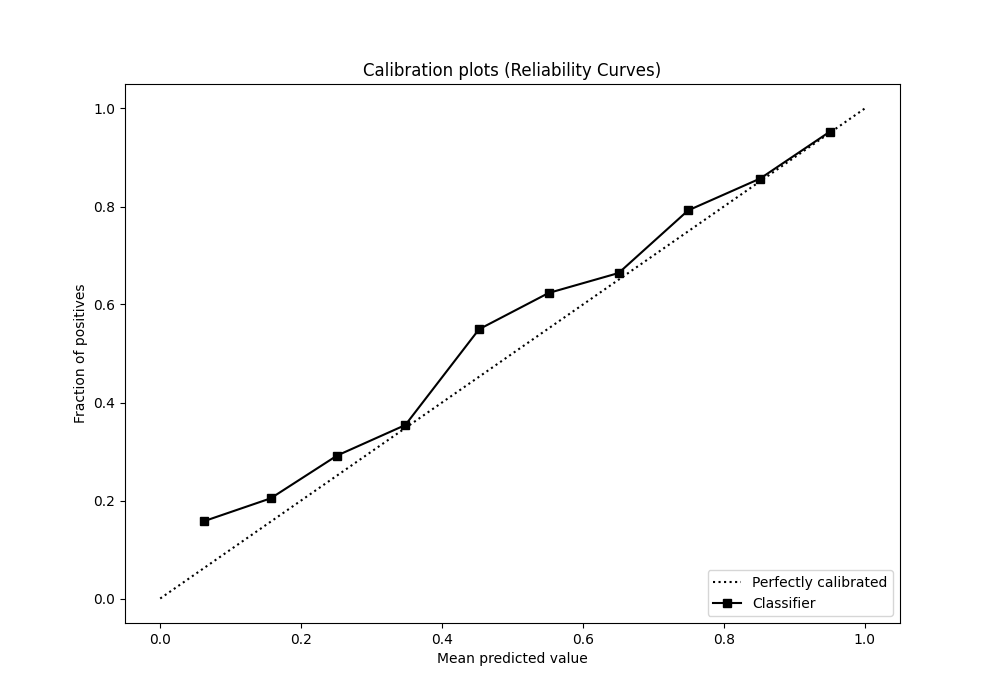 Calibration plots (Reliability Curves)
1.0
0.8
0.6
0.4
0.2
0.0
Fraction of positives
0.0 0.2 0.4 0.6 0.8 1.0
Mean predicted value
Perfectly calibrated
Classifier